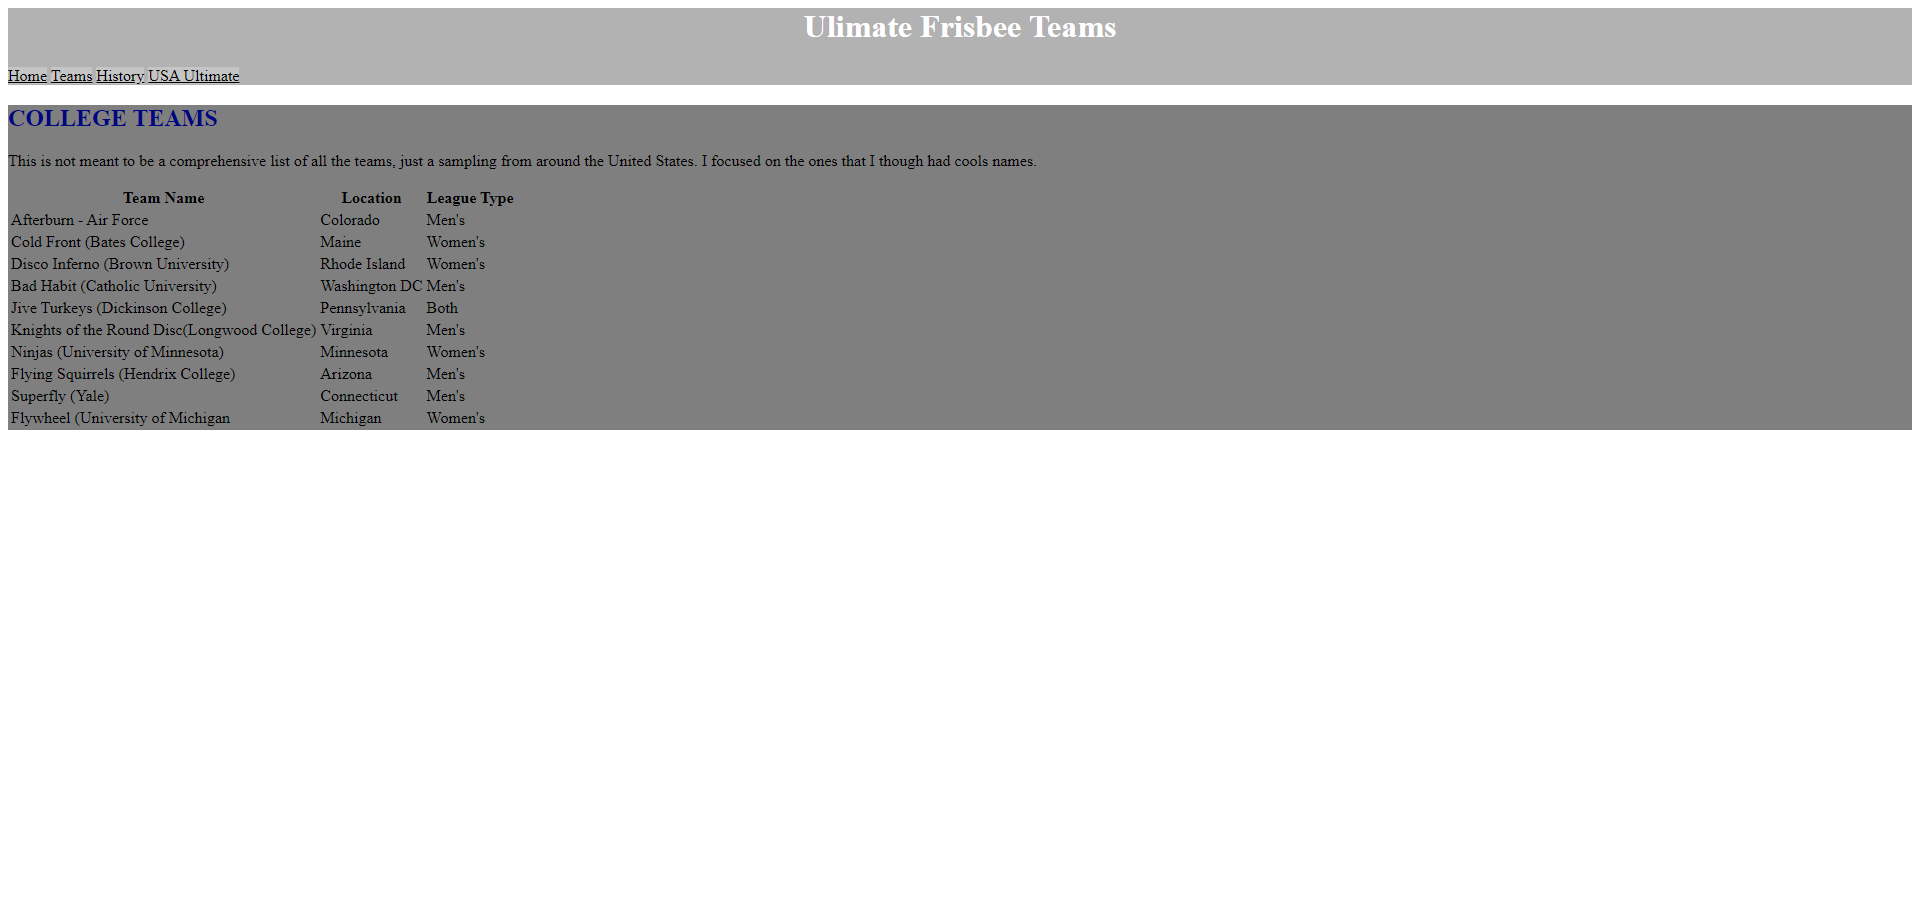 Ulimate Frisbee Teams
Home Teams History USA Ultimate
COLLEGE TEAMS
This is not meant to be a comprehensive list of all the teams, just a sampling from around the United States. I focused on the ones that I though had cools names.
Team Name Location League Type
Afterburn - Air Force Colorado Men's
Cold Front (Bates College) Maine Women's
Disco Inferno (Brown University) Rhode Island Women's
Bad Habit (Catholic University) Washington DC Men's
Jive Turkeys (Dickinson College) Pennsylvania Both
Knights of the Round Disc(Longwood College) Virginia Men's
Ninjas (University of Minnesota) Minnesota Women's
Flying Squirrels (Hendrix College) Arizona Men's
Superfly (Yale) Connecticut Men's
Flywheel (University of Michigan Michigan Women's